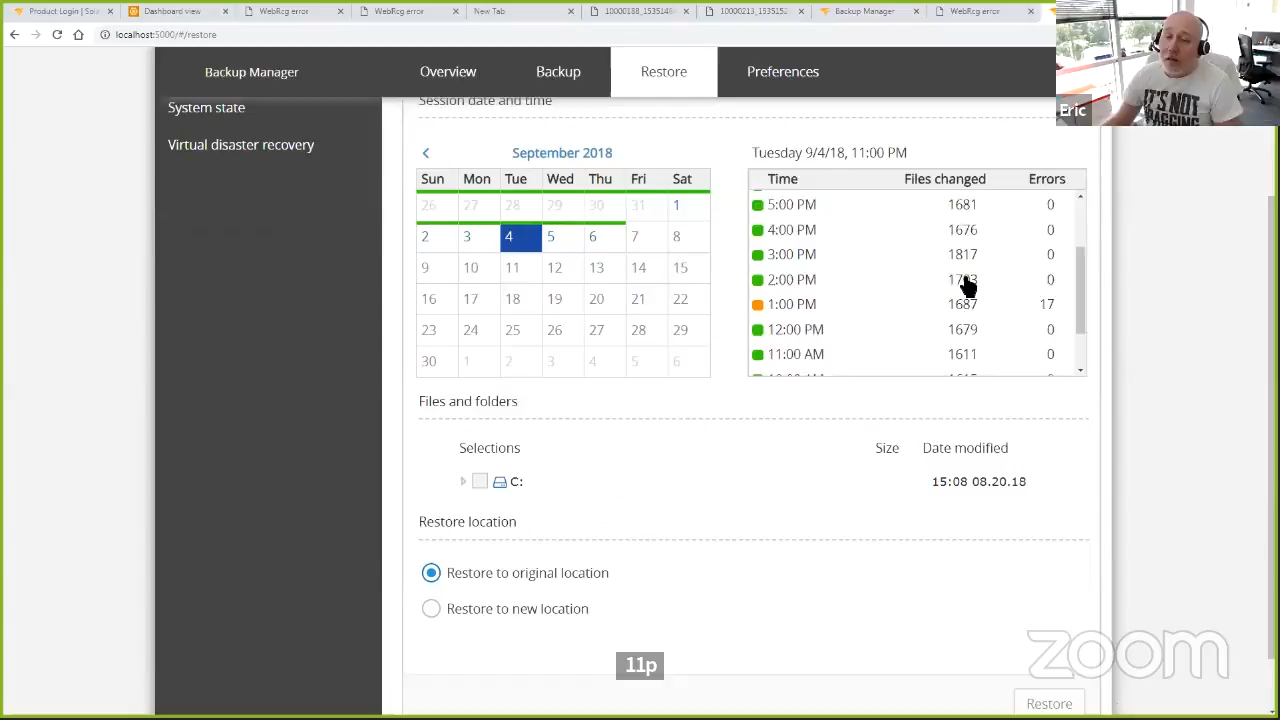 Product Login | Sola
Dashboard view
WebRcg error
WebRcg error
New Tab
Backup Manager
WebRcg error
localhost:5000/#/restore
Backup Manager
Overview
Backup
Restore
Preferences
Eric
IT'S NOT
System state
Virtual disaster recovery
Session date and time
September 2018
Sun Mon Tue Wed Thu Fri Sat
26 27 28 29 30 31 1
2 3 4 5 6 7 8
9 10 11 12 13 14 15
16 17 18 19 20 21 22
23 24 25 26 27 28 29
30 1 2 3 4 5 6
Tuesday 9/4/18, 11:00 PM
Time Files changed Errors
5:00 PM 1681 0
4:00 PM 1676 0
3:00 PM 1817 0
2:00 PM 0
1:00 PM 1687 17
12:00 PM 1679 0
11:00 AM 1611 0
Files and folders
Selections Size Date modified
C: 15:08 08.20.18
Restore location
Restore to original location
Restore to new location
11p
zoom
Restore